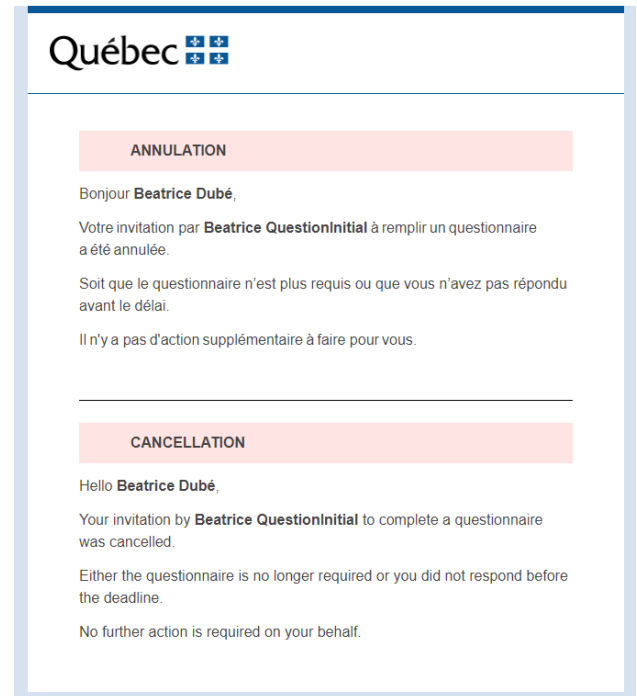 Québec
ANNULATION
Bonjour Beatrice Dubé,
Votre invitation par Beatrice QuestionInitial à remplir un questionnaire
a été annulée.
Soit que le questionnaire n’est plus requis ou que vous n’avez pas répondu
avant le délai.
Il n'y a pas d'action supplémentaire à faire pour vous.
CANCELLATION
Hello Beatrice Dubé,
Your invitation by Beatrice QuestionInitial to complete a questionnaire
was cancelled.
Either the questionnaire is no longer required or you did not respond before
the deadline.
No further action is required on your behalf.